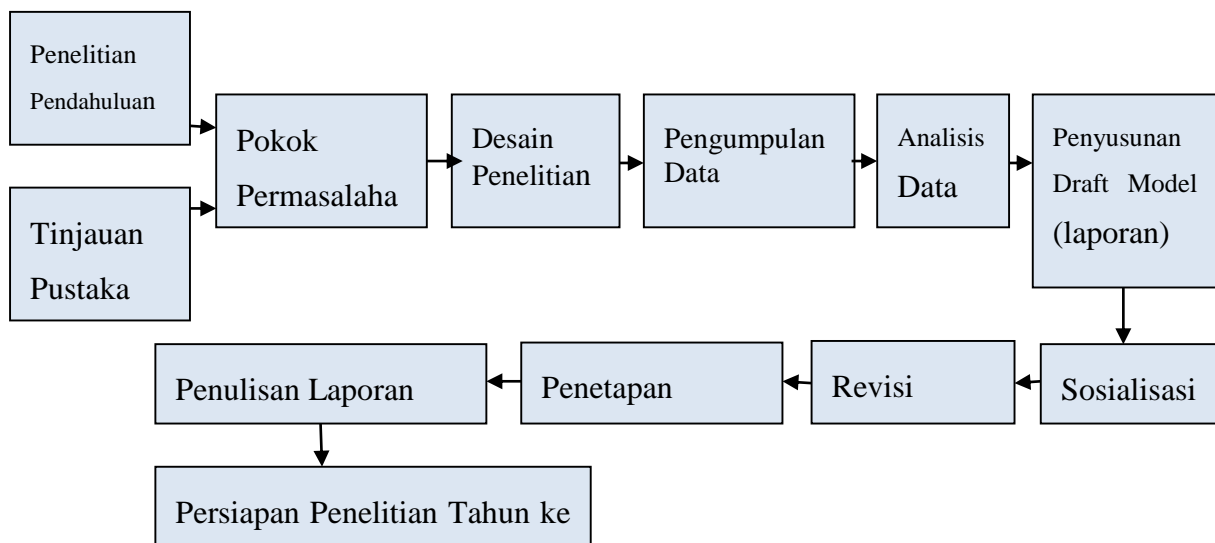 Penelitian
Pendahuluan
Tinjauan
Pustaka
Pokok
Permasalaha
Desain
Penelitian
Pengumpulan
Data
Analisis
Data
Penyusunan
Draft Model
(laporan)
Sosialisasi
Revisi
Penetapan
Penulisan Laporan
Persiapan Penelitian Tahun ke